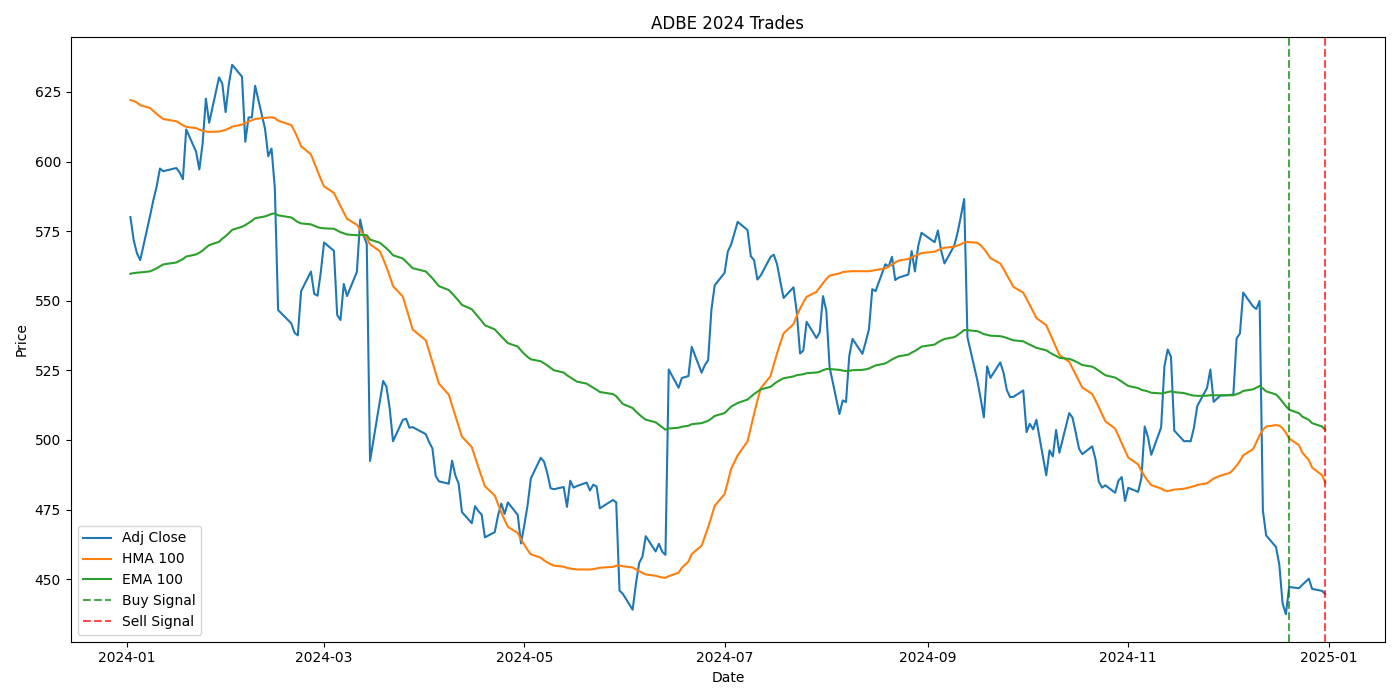 ADBE 2024 Trades
Price
625
600
575
550
525
500
475
450
Adj Close
HMA 100
EMA 100
Buy Signal
Sell Signal
2024-01
2024-03
2024-05
2024-07
2024-09
2024-11
2025-01
Date